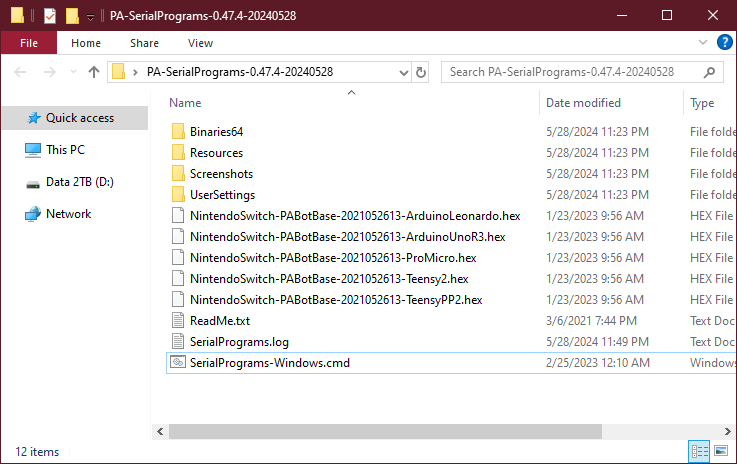 PA-SerialPrograms-0.47.4-20240528
File Home Share View
PA-SerialPrograms-0.47.4-20240528 Search PA-SerialPrograms-0.47.4-20240528
Quick access
This PC
Data 2TB (D:)
Network
Name Date modified Type
Binaries64 5/28/2024 11:23 PM File folde
Resources 5/28/2024 11:23 PM File folde
Screenshots 5/28/2024 11:23 PM File folde
UserSettings 5/28/2024 11:23 PM File folde
NintendoSwitch-PABotBase-2021052613-ArduinoLeonardo.hex 1/23/2023 9:56 AM HEX File
NintendoSwitch-PABotBase-2021052613-ArduinoUnoR3.hex 1/23/2023 9:56 AM HEX File
NintendoSwitch-PABotBase-2021052613-ProMicro.hex 1/23/2023 9:56 AM HEX File
NintendoSwitch-PABotBase-2021052613-Teensy2.hex 1/23/2023 9:56 AM HEX File
NintendoSwitch-PABotBase-2021052613-TeensyPP2.hex 1/23/2023 9:56 AM HEX File
ReadMe.txt 3/6/2021 7:44 PM Text Doc
SerialPrograms.log 5/28/2024 11:49 PM Text Doc
SerialPrograms-Windows.cmd 2/25/2023 12:10 AM Windows
12 items